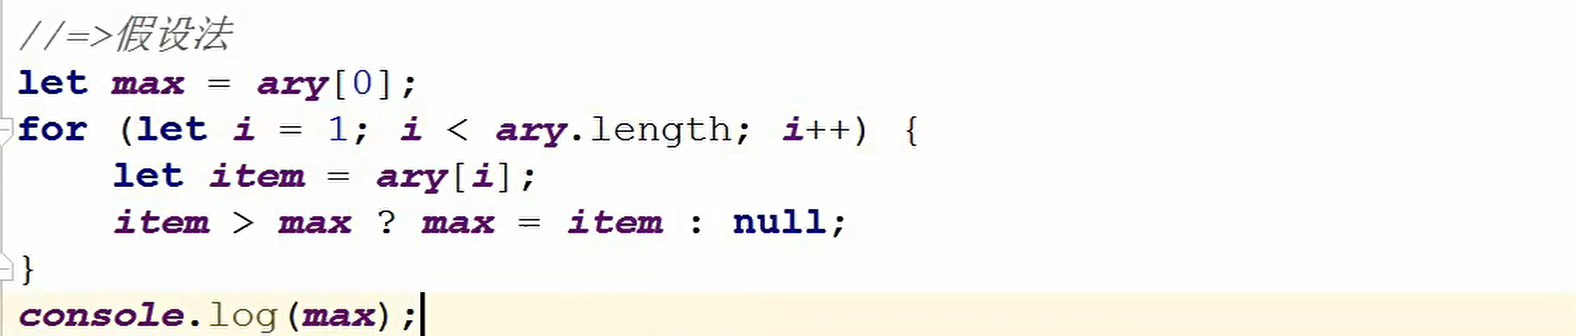 //=>假设法
let max = ary[0];
for (let i = 1; i < ary.length; i++) {
    let item = ary[i];
    item > max ? max = item : null;
}
console.log(max);